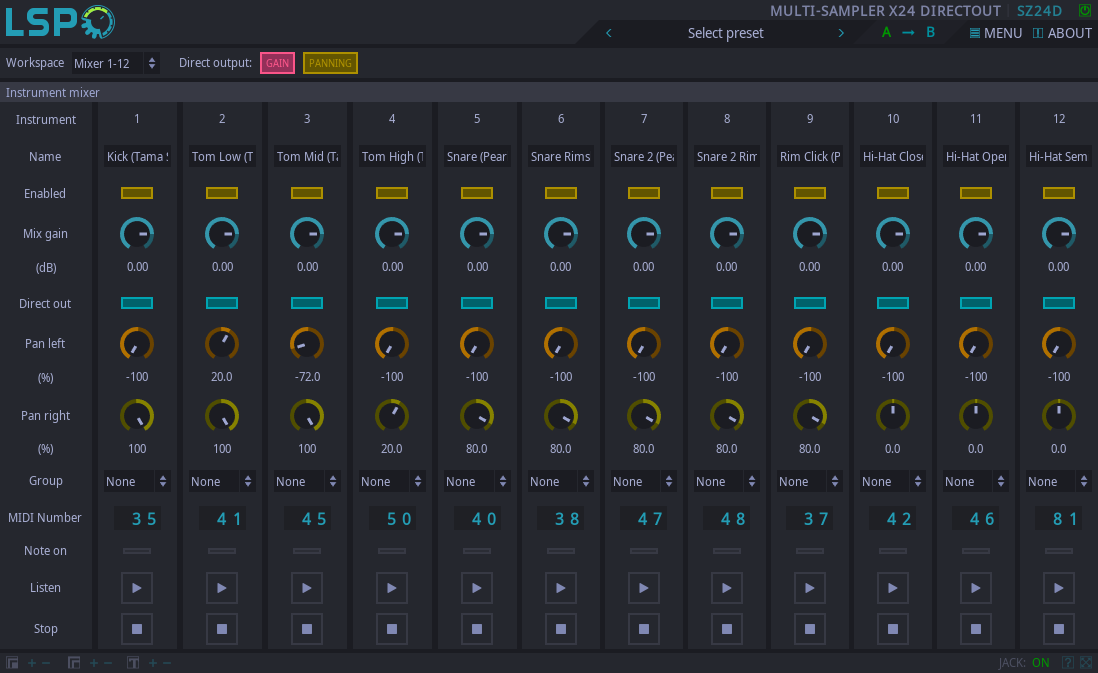 LSP
MULTI-SAMPLER X24 DIRECTOUT SZ24D
Select preset A B MENU ABOUT
Workspace Mixer 1-12 Direct output: GAIN PANNING
Instrument mixer
Instrument 1 2 3 4 5 6 7 8 9 10 11 12
Name Kick (Tama Tom Low (T Tom Mid (Ta Tom High (T Snare (Pear Snare Rims Snare 2 (Pea Snare 2 Rim Rim Click (P Hi-Hat Close Hi-Hat Open Hi-Hat Sem
Enabled
Mix gain
(dB) 0.00 0.00 0.00 0.00 0.00 0.00 0.00 0.00 0.00 0.00 0.00 0.00
Direct out
Pan left
(%) -100 20.0 -72.0 -100 -100 -100 -100 -100 -100 -100 -100 -100
Pan right
(%) 100 100 100 20.0 80.0 80.0 80.0 80.0 80.0 0.0 0.0 0.0
Group None None None None None None None None None None None None
MIDI Number 35 41 45 50 40 38 47 48 37 42 46 81
Note on
Listen
Stop
JACK: ON